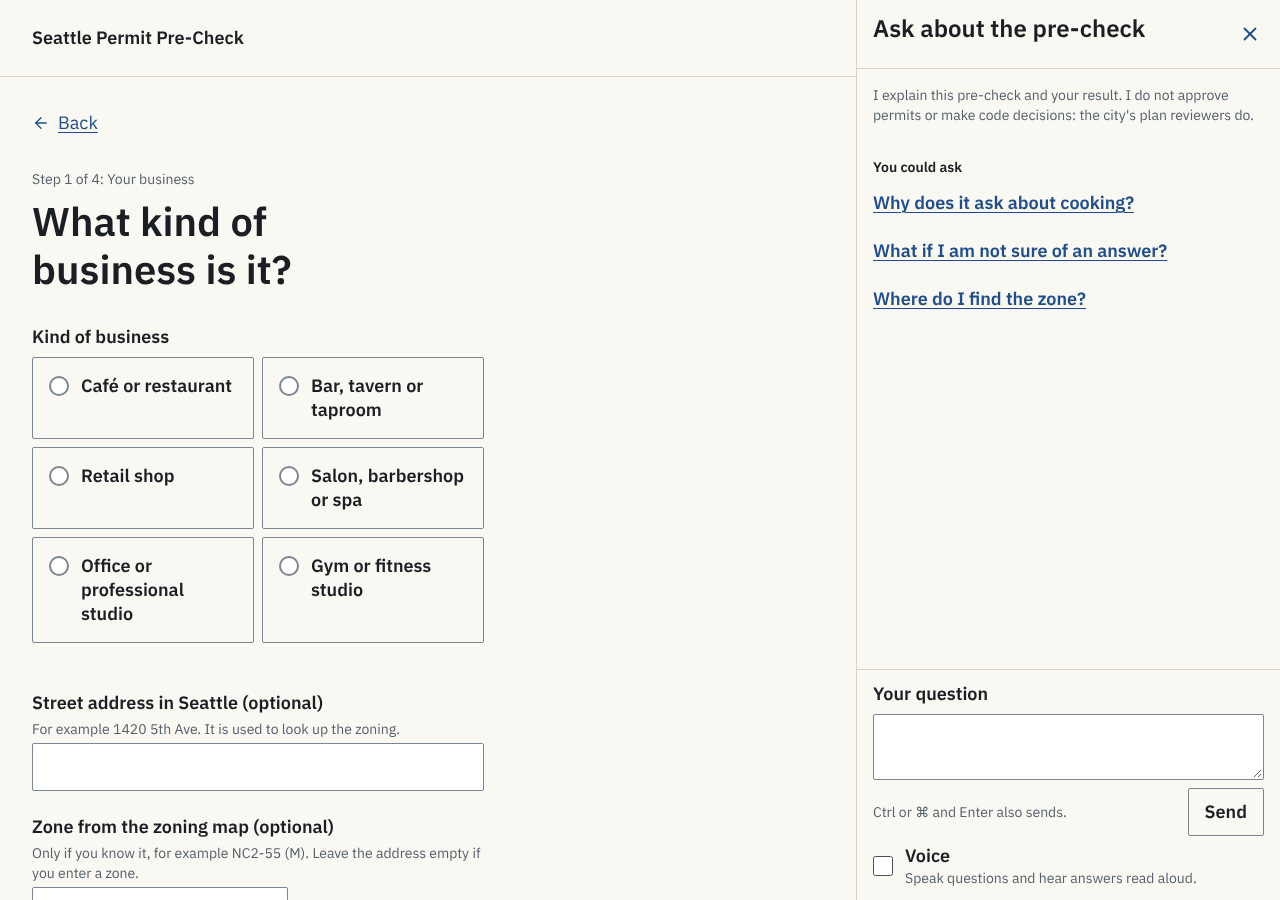 Seattle Permit Pre-Check
Back
Step 1 of 4: Your business
What kind of
business is it?
Kind of business
Café or restaurant
Bar, tavern or
taproom
Retail shop
Salon, barbershop
or spa
Office or
professional
studio
Gym or fitness
studio
Street address in Seattle (optional)
For example 1420 5th Ave. It is used to look up the zoning.
Zone from the zoning map (optional)
Only if you know it, for example NC2-55 (M). Leave the address empty if
you enter a zone.
Ask about the pre-check
I explain this pre-check and your result. I do not approve
permits or make code decisions: the city's plan reviewers do.
You could ask
Why does it ask about cooking?
What if I am not sure of an answer?
Where do I find the zone?
Your question
Ctrl or ⌘ and Enter also sends.
Send
Voice
Speak questions and hear answers read aloud.